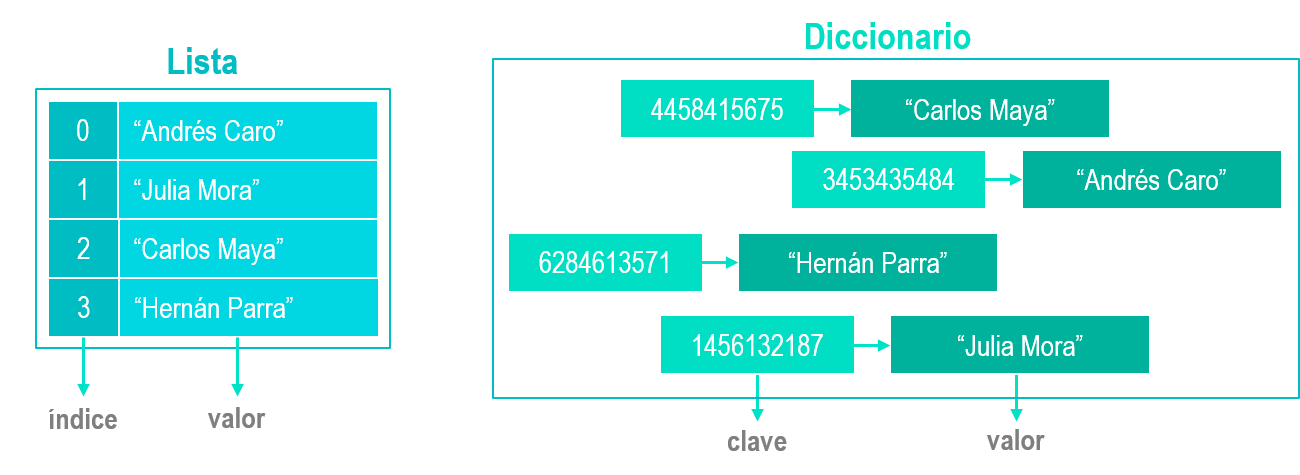 Lista
0 “Andrés Caro”
1 “Julia Mora”
2 “Carlos Maya”
3 “Hernán Parra”
índice valor
Diccionario
4458415675 “Carlos Maya”
3453435484 “Andrés Caro”
6284613571 “Hernán Parra”
1456132187 “Julia Mora”
clave valor